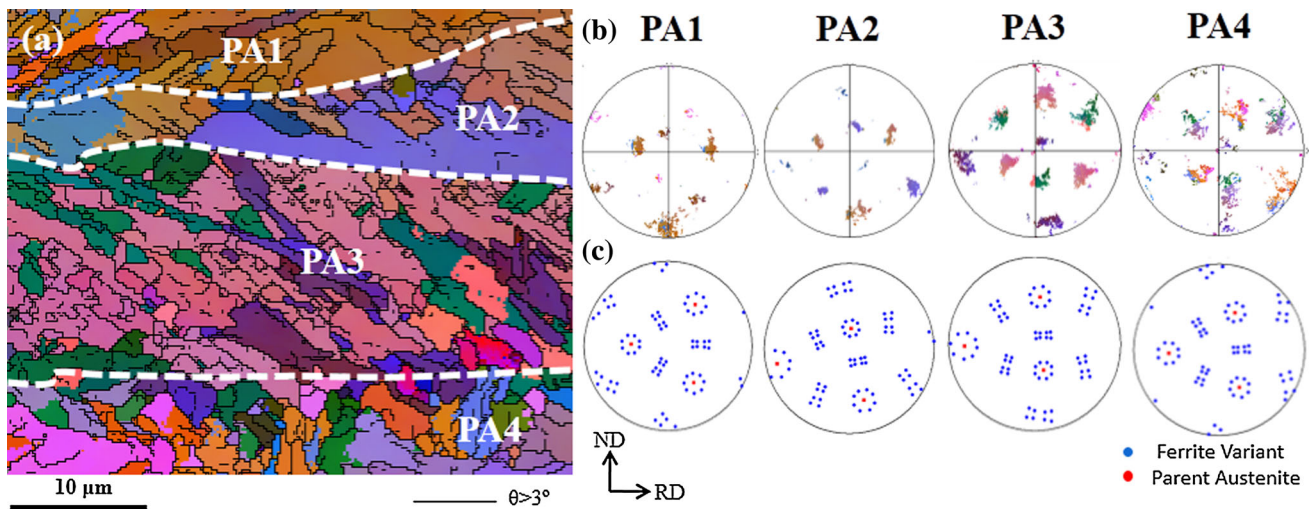 (a)
PA1
PA2
PA3
PA4
10 μm
θ>3°
(b)
PA1 PA2 PA3 PA4
(c)
ND
RD
Ferrite Variant
Parent Austenite